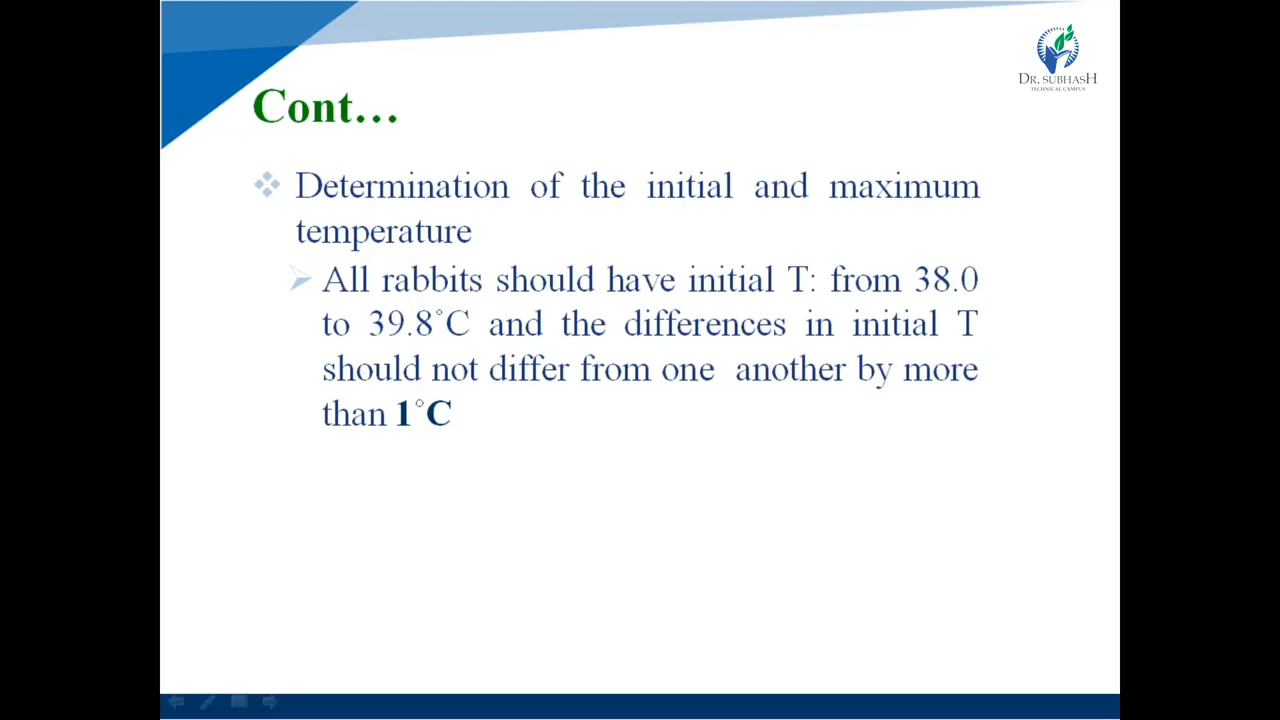 DR. SUBHASH
TECHNICAL CAMPUS
Cont...
Determination of the initial and maximum
temperature
All rabbits should have initial T: from 38.0
to 39.8˚C and the differences in initial T
should not differ from one another by more
than 1˚C